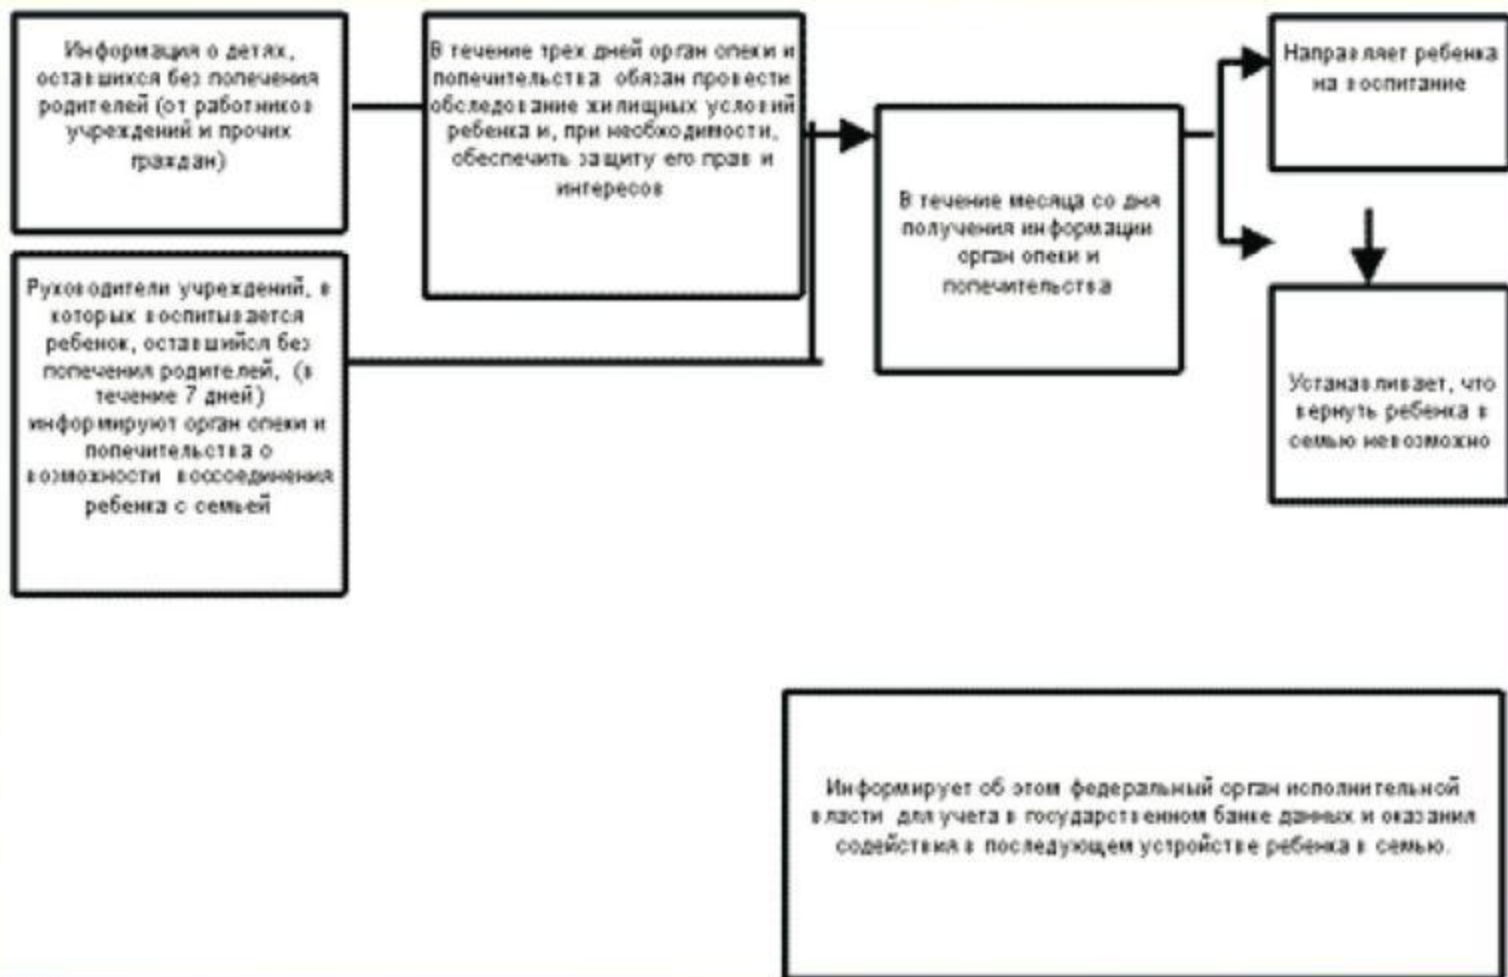 Информация о детях,
оставшихся без попечения
родителей (от работников
учреждений и прочих
граждан)
В течение трех дней орган опеки и
попечительства обязан провести
обследование жилищных условий
ребенка и, при необходимости,
обеспечить защиту его прав и
интересов
Руководители учреждений, в
которых воспитывается
ребенок, оставшийся без
попечения родителей, (в
течение 7 дней)
информируют орган опеки и
попечительства о
возможности воссоединения
ребенка с семьей
В течение месяца со дня
получения информации
орган опеки и
попечительства
Направляет ребенка
на воспитание
Устанавливает, что
вернуть ребенка в
семью невозможно
Информирует об этом федеральный орган исполнительной
власти для учета в государственном банке данных и оказания
содействия в последующем устройстве ребенка в семью.